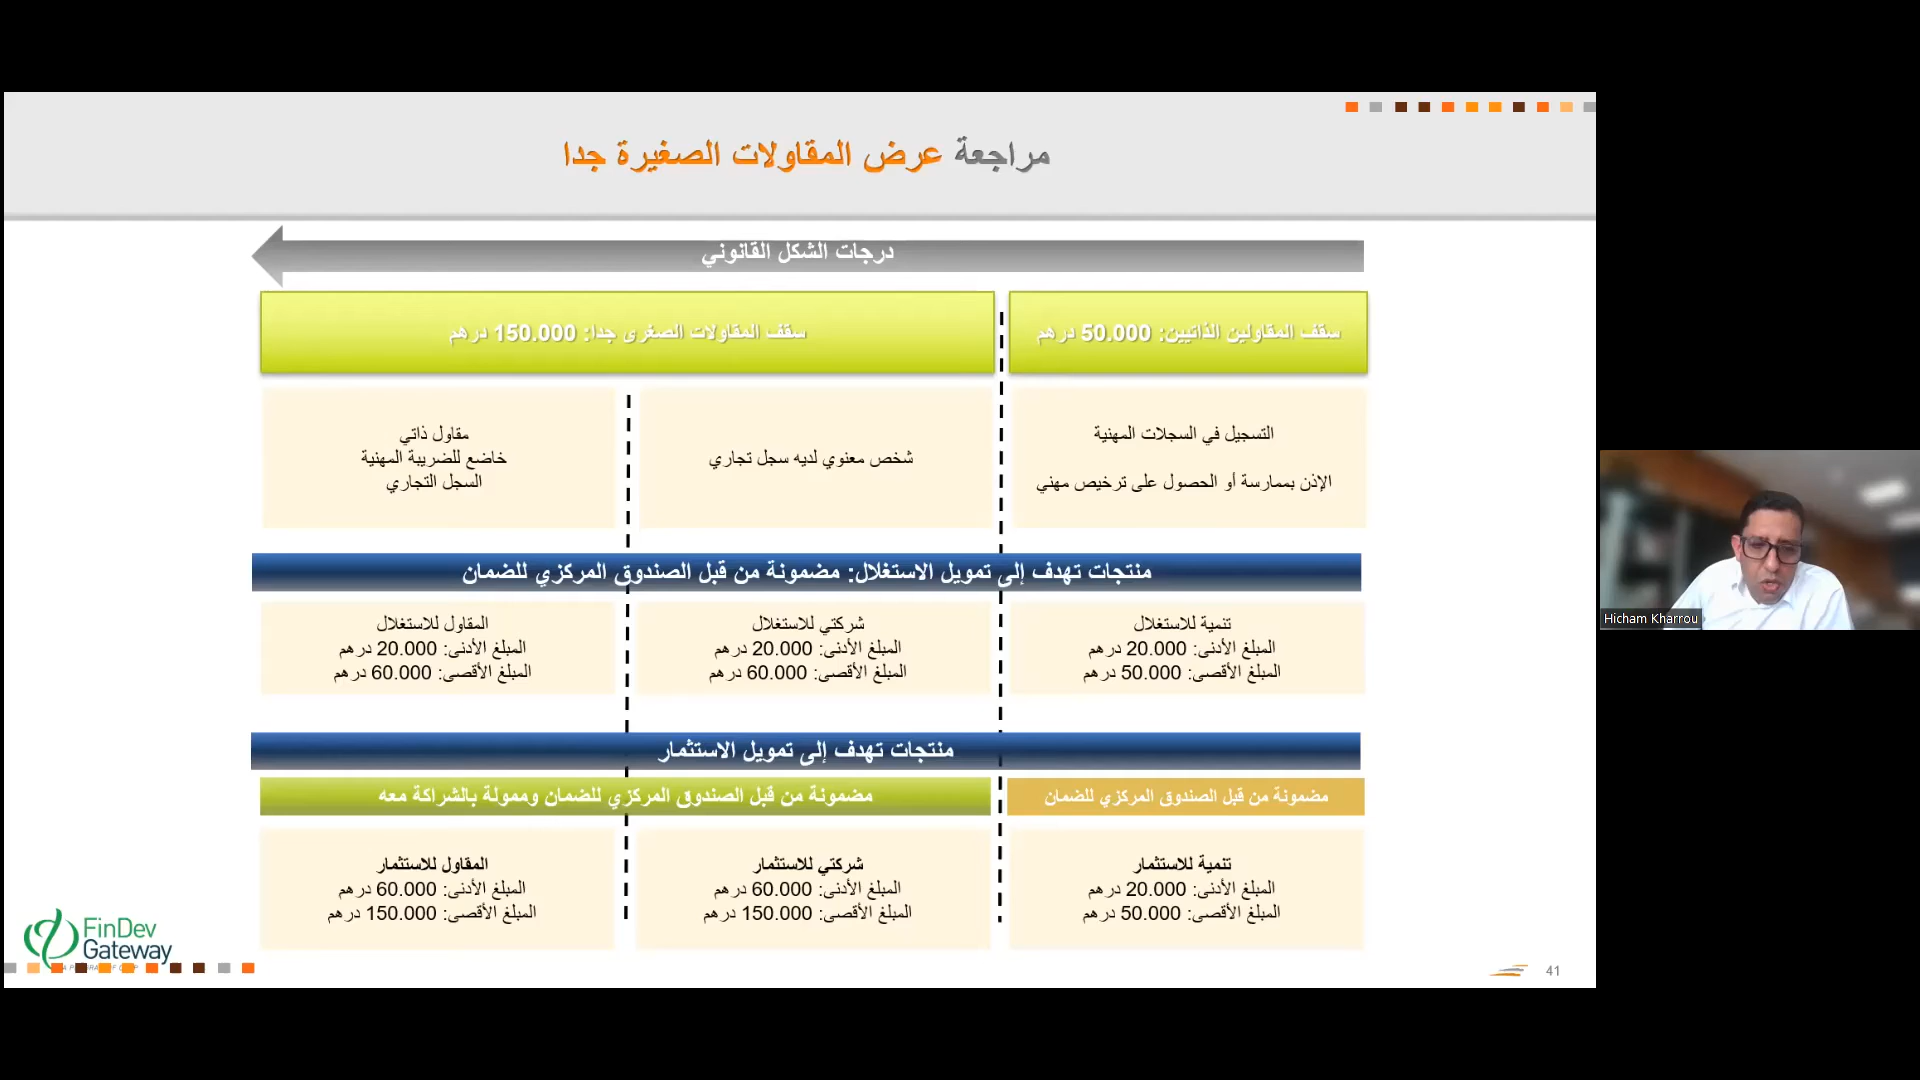 مراجعة عرض المقاولات الصغيرة جدا
درجات الشكل القانوني
سقف المقاولين الذاتيين: 50.000 درهم
سقف المقاولات الصغرى جدا: 150.000 درهم
التسجيل في السجلات المهنية
الإذن بممارسة أو الحصول على ترخيص مهني
شخص معنوي لديه سجل تجاري
مقاول ذاتي
خاضع للضريبة المهنية
السجل التجاري
منتجات تهدف إلى تمويل الاستغلال: مضمونة من قبل الصندوق المركزي للضمان
تنمية للاستغلال
المبلغ الأدنى: 20.000 درهم
المبلغ الأقصى: 50.000 درهم
شركتي للاستغلال
المبلغ الأدنى: 20.000 درهم
المبلغ الأقصى: 60.000 درهم
المقاول للاستغلال
المبلغ الأدنى: 20.000 درهم
المبلغ الأقصى: 60.000 درهم
منتجات تهدف إلى تمويل الاستثمار
مضمونة من قبل الصندوق المركزي للضمان
مضمونة من قبل الصندوق المركزي للضمان وممولة بالشراكة معه
تنمية للاستثمار
المبلغ الأدنى: 20.000 درهم
المبلغ الأقصى: 50.000 درهم
شركتي للاستثمار
المبلغ الأدنى: 60.000 درهم
المبلغ الأقصى: 150.000 درهم
المقاول للاستثمار
المبلغ الأدنى: 60.000 درهم
المبلغ الأقصى: 150.000 درهم
FinDev
Gateway
41
Hicham Kharrou